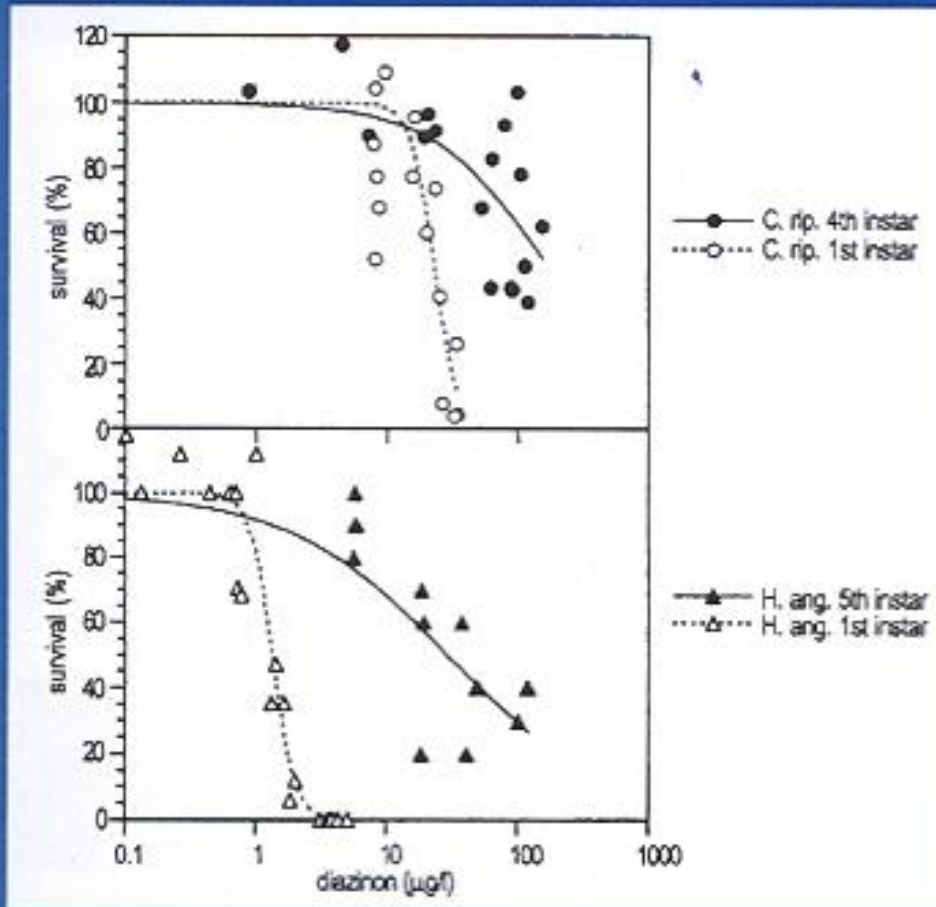 120
100
80
60
40
20
0
survival (%)
C. rip. 4th instar
C. rip. 1st instar
100
80
60
40
20
0
survival (%)
H. ang. 5th instar
H. ang. 1st instar
0.1 1 10 100 1000
diazinon (µg/l)